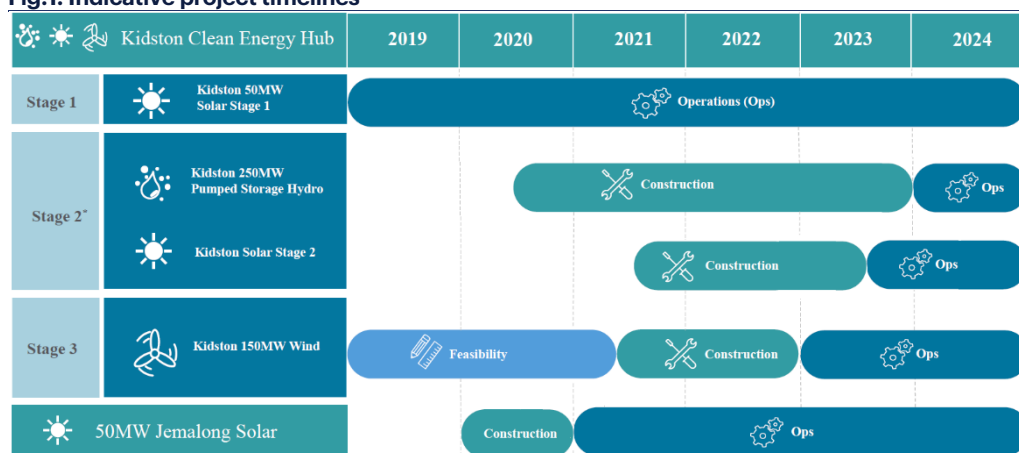 Fig.1: Indicative project timelines
Kidston Clean Energy Hub
2019
2020
2021
2022
2023
2024
Stage 1
Kidston 50MW
Solar Stage 1
Operations (Ops)
Stage 2*
Kidston 250MW
Pumped Storage Hydro
Construction
Ops
Kidston Solar Stage 2
Construction
Ops
Stage 3
Kidston 150MW Wind
Feasibility
Construction
Ops
50MW Jemalong Solar
Construction
Ops